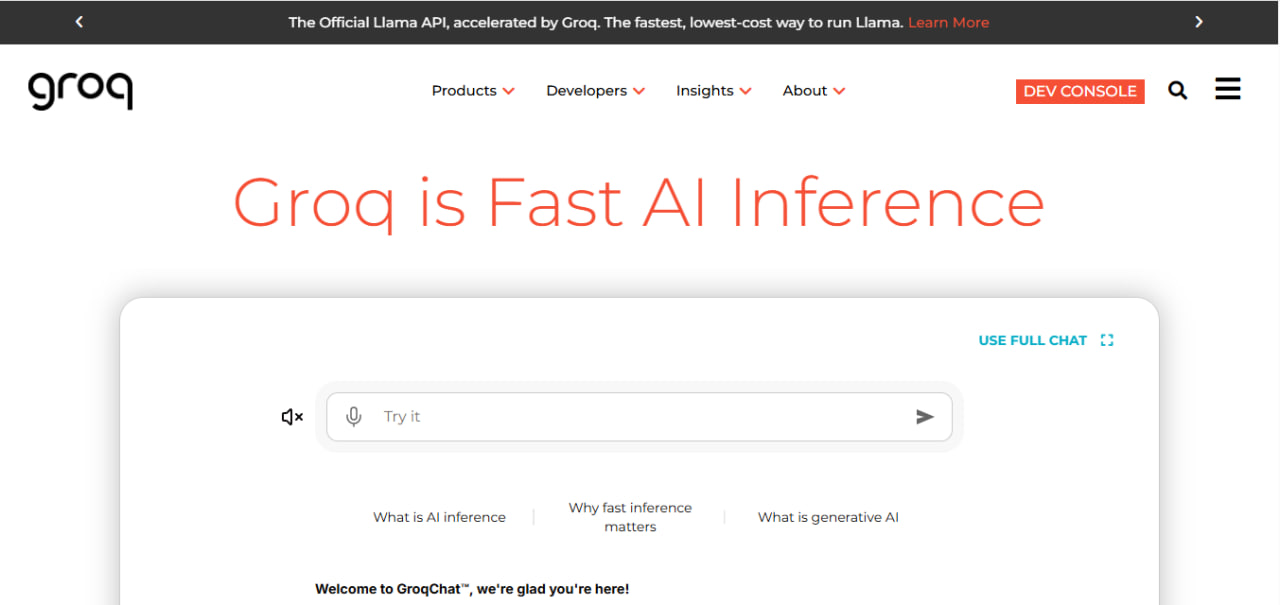 The Official Llama API, accelerated by Groq. The fastest, lowest-cost way to run Llama. Learn More
groq
Products
Developers
Insights
About
DEV CONSOLE
Groq is Fast AI Inference
USE FULL CHAT
Try it
What is AI inference
Why fast inference
matters
What is generative AI
Welcome to GroqChat™, we're glad you're here!